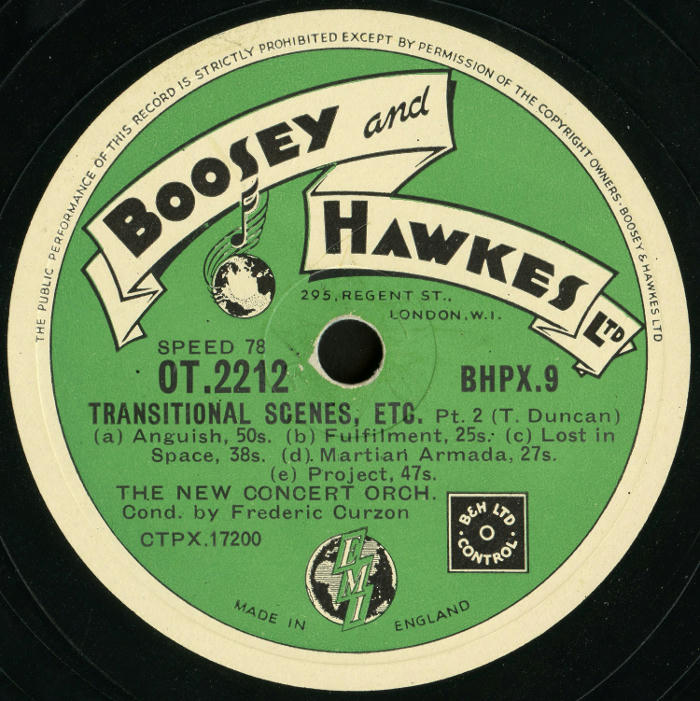 THE PUBLIC PERFORMANCE OF THIS RECORD IS STRICTLY PROHIBITED EXCEPT BY PERMISSION OF THE COPYRIGHT OWNERS·BOOSEY & HAWKES LTD
BOOSEY and
HAWKES LTD
295, REGENT ST.,
LONDON, W.I.
SPEED 78
OT.2212
BHPX.9
TRANSITIONAL SCENES, ETC. Pt. 2 (T. Duncan)
(a) Anguish, 50s. (b) Fulfilment, 25s. (c) Lost in
Space, 38s. (d). Martian Armada, 27s.
(e) Project, 47s.
THE NEW CONCERT ORCH.
Cond. by Frederic Curzon
CTPX.17200
B&H LTD
·CONTROL·
EMI
MADE IN ENGLAND